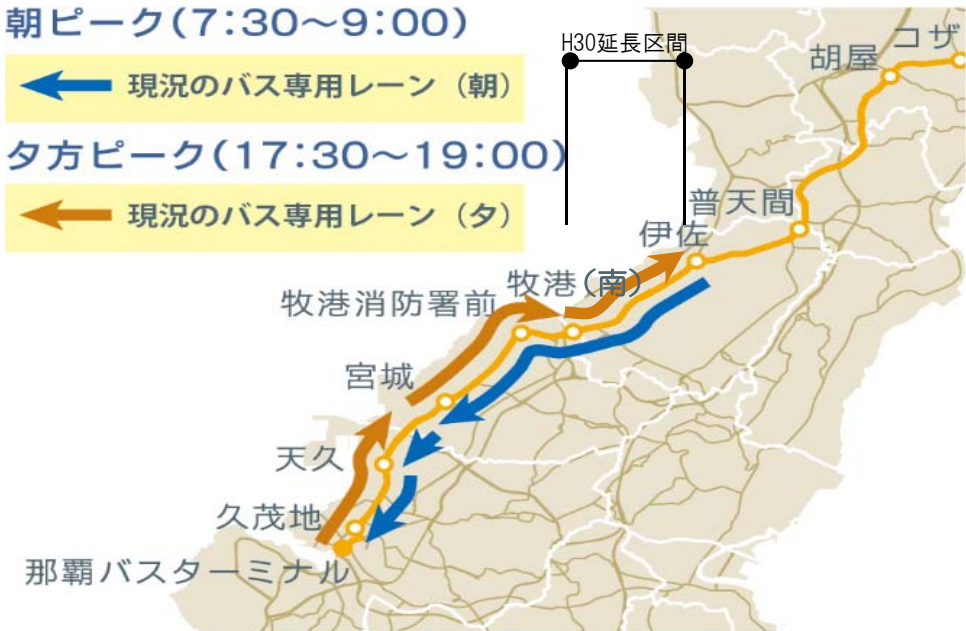 朝ピーク(7:30～9:00)
現況のバス専用レーン（朝）
夕方ピーク(17:30～19:00)
現況のバス専用レーン（夕）
H30延長区間
コザ
胡屋
普天間
伊佐
牧港(南)
牧港消防署前
宮城
天久
久茂地
那覇バスターミナル